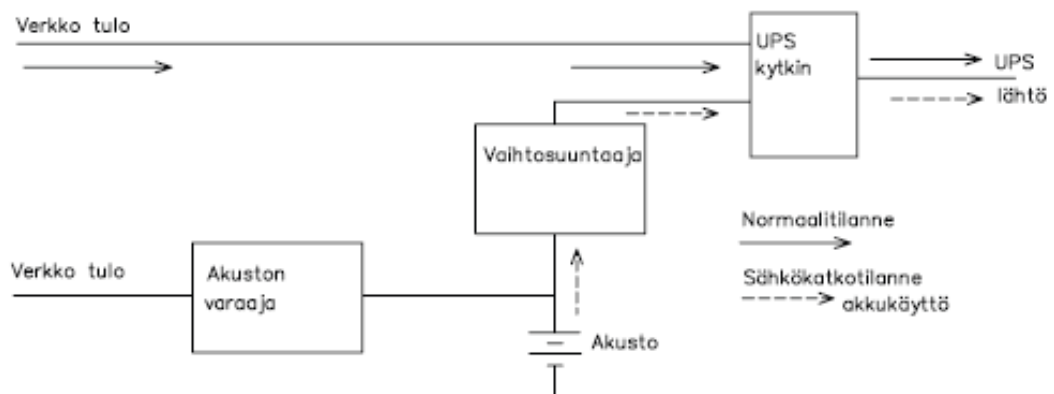 Verkko tulo
UPS
kytkin
UPS
lähtö
Vaihtosuuntaaja
Normaalitilanne
Verkko tulo
Akuston
varaaja
Sähkökatkotilanne
akkukäyttö
Akusto